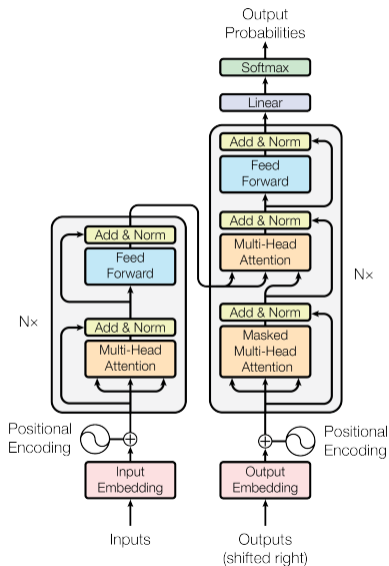 Output
Probabilities
Softmax
Linear
Add & Norm
Feed
Forward
Add & Norm
Multi-Head
Attention
Add & Norm
Masked
Multi-Head
Attention
N×
Add & Norm
Feed
Forward
N×
Add & Norm
Multi-Head
Attention
Positional
Encoding
Positional
Encoding
Input
Embedding
Output
Embedding
Inputs
Outputs
(shifted right)